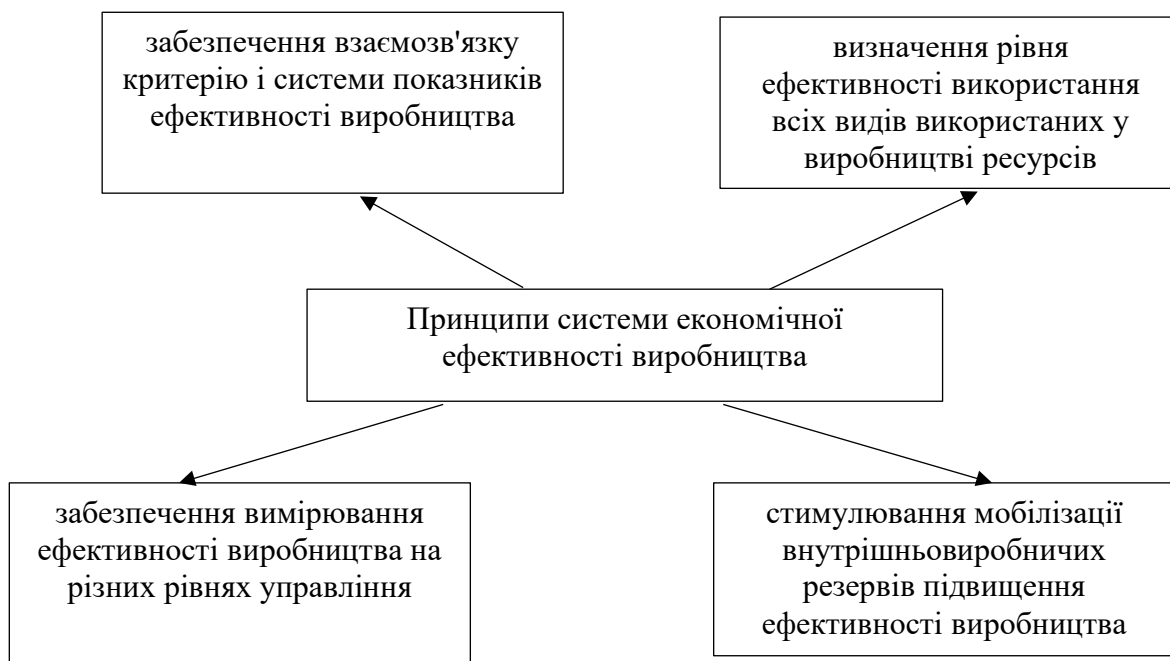 забезпечення взаємозв'язку
критерію і системи показників
ефективності виробництва
визначення рівня
ефективності використання
всіх видів використаних у
виробництві ресурсів
Принципи системи економічної
ефективності виробництва
забезпечення вимірювання
ефективності виробництва на
різних рівнях управління
стимулювання мобілізації
внутрішньовиробничих
резервів підвищення
ефективності виробництва